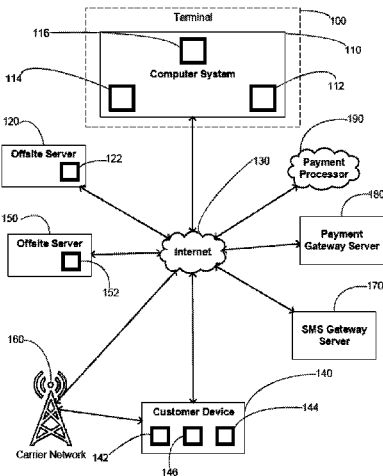 Terminal
100
116
110
Computer System
114
112
120
190
Offsite Server
122
130
Payment
Processor
180
150
Internet
Payment
Gateway Server
Offsite Server
152
170
160
SMS Gateway
Server
140
Customer Device
144
Carrier Network
142
146